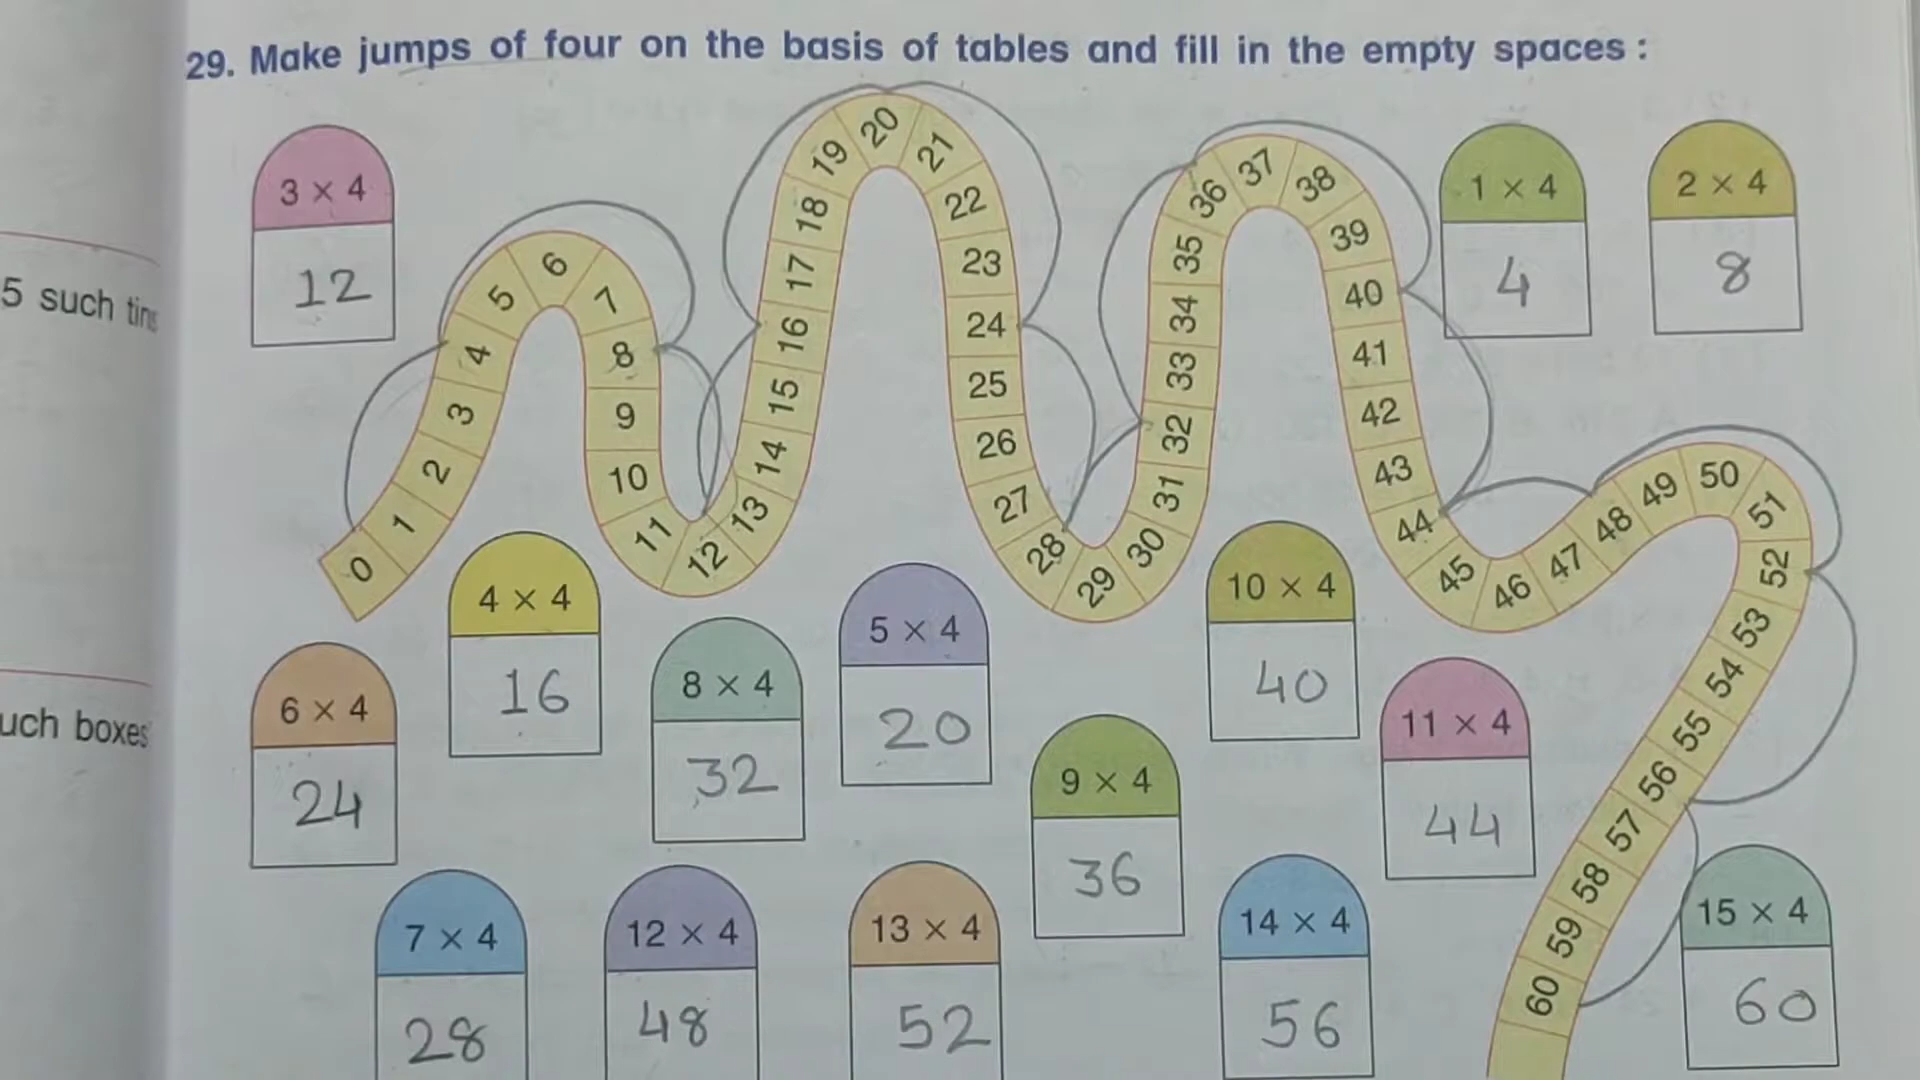 29. Make jumps of four on the basis of tables and fill in the empty spaces :
3 × 4
12
1 × 4
4
2 × 4
8
5 such tins
0 1 2 3 4 5 6 7 8 9 10 11 12 13 14 15 16 17 18 19 20 21 22 23 24 25 26 27 28 29 30 31 32 33 34 35 36 37 38 39 40 41 42 43 44 45 46 47 48 49 50 51 52 53 54 55 56 57 58 59 60
4 × 4
16
5 × 4
20
10 × 4
40
6 × 4
24
8 × 4
32
11 × 4
44
uch boxes
9 × 4
36
7 × 4
28
12 × 4
48
13 × 4
52
14 × 4
56
15 × 4
60